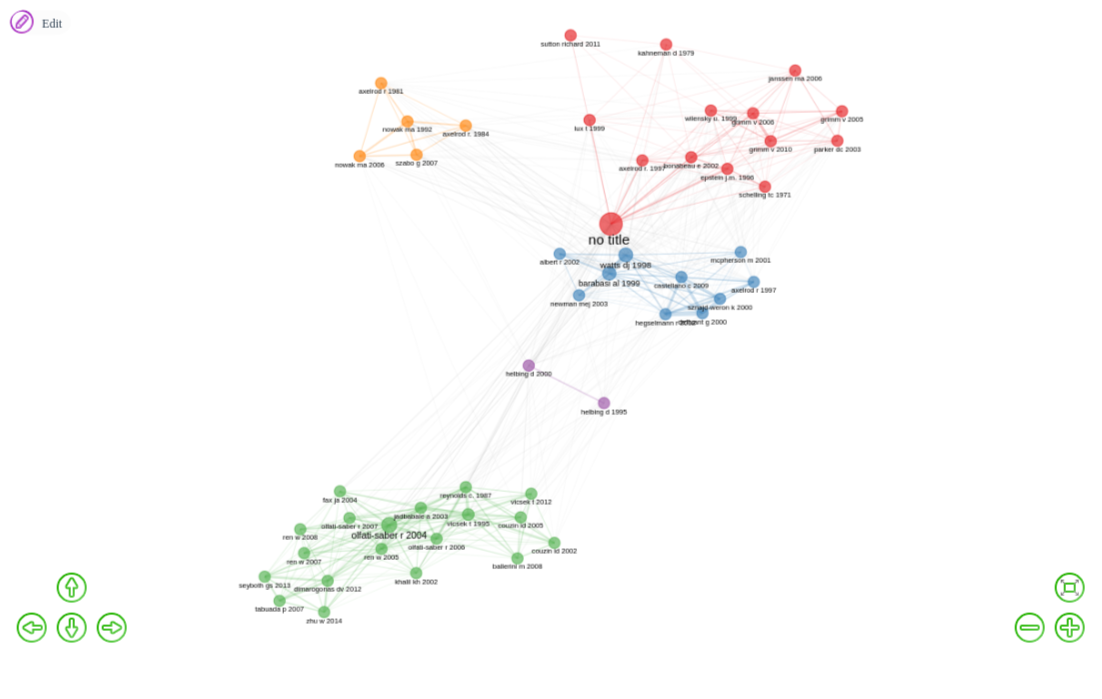 Edit
sutton richard 2011
kahneman d 1979
janssen ma 2006
axelrod r 1981
grimm v 2005
wilensky u. 1999
grimm v 2006
nowak ma 1992
axelrod r. 1984
lux t 1999
grimm v 2010
parker dc 2003
nowak ma 2006
szabo g 2007
axelrod r. 1997
bonabeau e 2002
epstein j.m. 1996
schelling tc 1971
no title
albert r 2002
watts dj 1998
mcpherson m 2001
barabasi al 1999
castellano c 2009
axelrod r 1997
newman mej 2003
sznajd-weron k 2000
hegselmann r 2002
deffuant g 2000
helbing d 2000
helbing d 1995
fax ja 2004
reynolds c. 1987
vicsek t 2012
jadbabaie a 2003
olfati-saber r 2007
vicsek t 1995
couzin id 2005
ren w 2008
olfati-saber r 2004
olfati-saber r 2006
couzin id 2002
ren w 2007
ren w 2005
ballerini m 2008
seyboth gs 2013
dimarogonas dv 2012
khalil hk 2002
tabuada p 2007
zhu w 2014